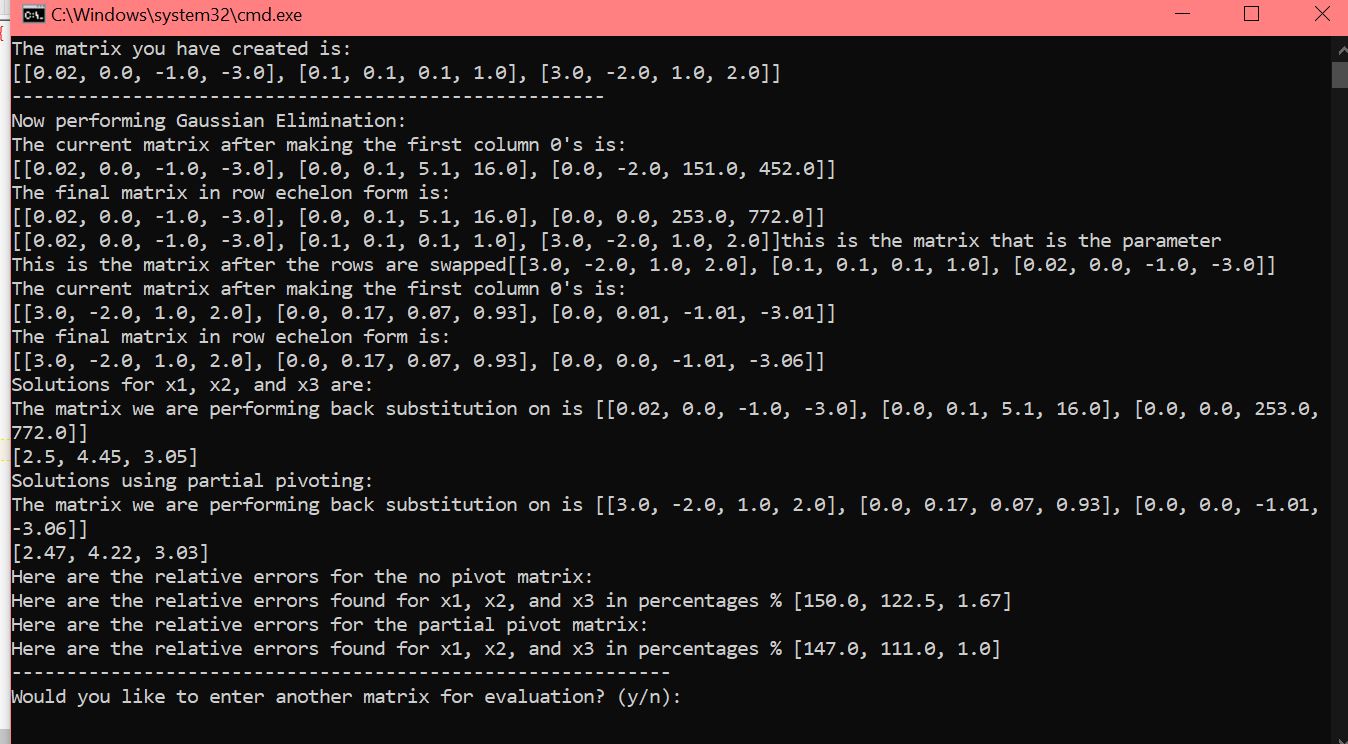 C:\Windows\system32\cmd.exe
The matrix you have created is:
[[0.02, 0.0, -1.0, -3.0], [0.1, 0.1, 0.1, 1.0], [3.0, -2.0, 1.0, 2.0]]
------------------------------------------------------
Now performing Gaussian Elimination:
The current matrix after making the first column 0's is:
[[0.02, 0.0, -1.0, -3.0], [0.0, 0.1, 5.1, 16.0], [0.0, -2.0, 151.0, 452.0]]
The final matrix in row echelon form is:
[[0.02, 0.0, -1.0, -3.0], [0.0, 0.1, 5.1, 16.0], [0.0, 0.0, 253.0, 772.0]]
[[0.02, 0.0, -1.0, -3.0], [0.1, 0.1, 0.1, 1.0], [3.0, -2.0, 1.0, 2.0]]this is the matrix that is the parameter
This is the matrix after the rows are swapped[[3.0, -2.0, 1.0, 2.0], [0.1, 0.1, 0.1, 1.0], [0.02, 0.0, -1.0, -3.0]]
The current matrix after making the first column 0's is:
[[3.0, -2.0, 1.0, 2.0], [0.0, 0.17, 0.07, 0.93], [0.0, 0.01, -1.01, -3.01]]
The final matrix in row echelon form is:
[[3.0, -2.0, 1.0, 2.0], [0.0, 0.17, 0.07, 0.93], [0.0, 0.0, -1.01, -3.06]]
Solutions for x1, x2, and x3 are:
The matrix we are performing back substitution on is [[0.02, 0.0, -1.0, -3.0], [0.0, 0.1, 5.1, 16.0], [0.0, 0.0, 253.0,
772.0]]
[2.5, 4.45, 3.05]
Solutions using partial pivoting:
The matrix we are performing back substitution on is [[3.0, -2.0, 1.0, 2.0], [0.0, 0.17, 0.07, 0.93], [0.0, 0.0, -1.01,
-3.06]]
[2.47, 4.22, 3.03]
Here are the relative errors for the no pivot matrix:
Here are the relative errors found for x1, x2, and x3 in percentages % [150.0, 122.5, 1.67]
Here are the relative errors for the partial pivot matrix:
Here are the relative errors found for x1, x2, and x3 in percentages % [147.0, 111.0, 1.0]
------------------------------------------------------------
Would you like to enter another matrix for evaluation? (y/n):